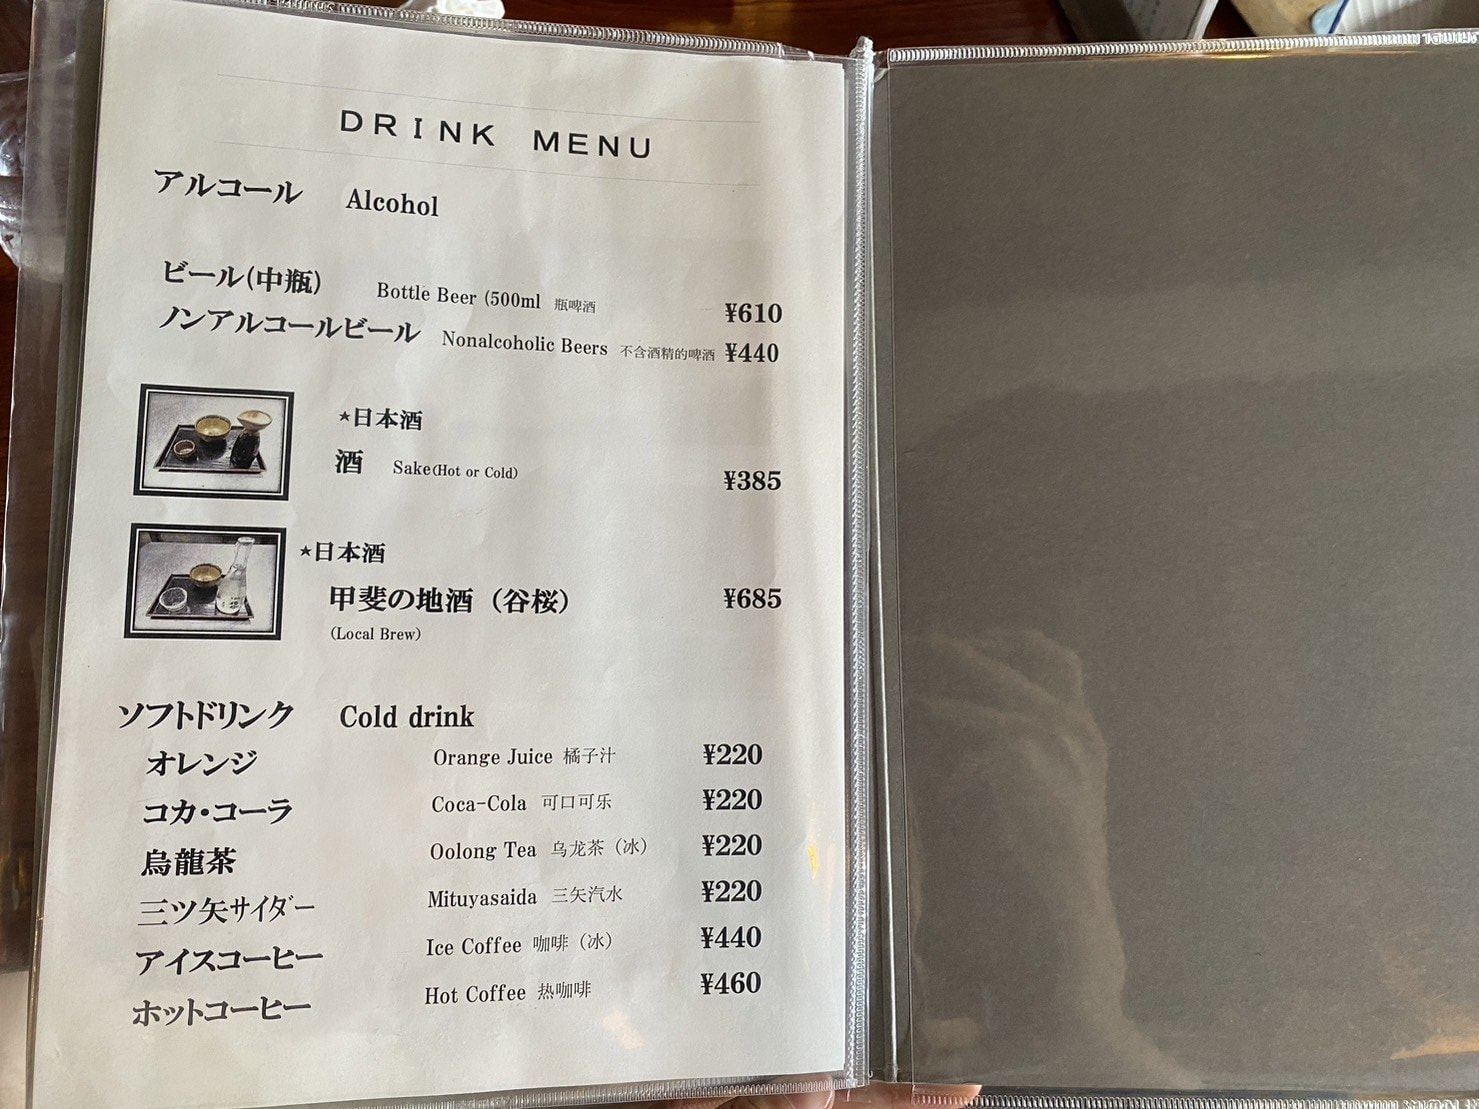 DRINK MENU
アルコール Alcohol
ビール(中瓶) Bottle Beer (500ml 瓶啤酒 ¥610
ノンアルコールビール Nonalcoholic Beers 不含酒精的啤酒 ¥440
★日本酒
酒 Sake(Hot or Cold) ¥385
★日本酒
甲斐の地酒（谷桜） ¥685
(Local Brew)
ソフトドリンク Cold drink
オレンジ Orange Juice 橘子汁 ¥220
コカ・コーラ Coca-Cola 可口可乐 ¥220
烏龍茶 Oolong Tea 乌龙茶（冰） ¥220
三ツ矢サイダー Mituyasaida 三矢汽水 ¥220
アイスコーヒー Ice Coffee 咖啡（冰） ¥440
ホットコーヒー Hot Coffee 热咖啡 ¥460